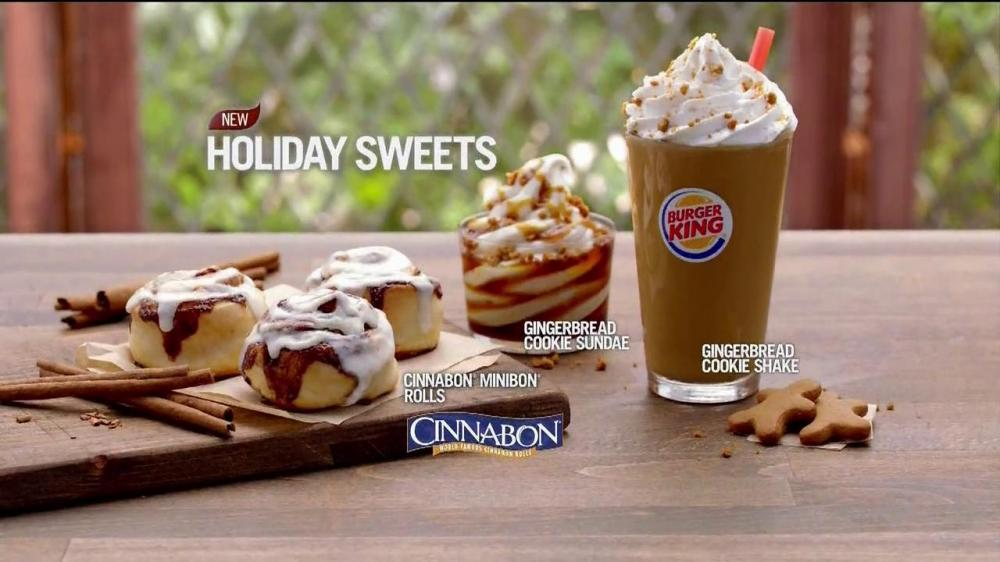 NEW
HOLIDAY SWEETS
BURGER
KING
GINGERBREAD
COOKIE SUNDAE
GINGERBREAD
COOKIE SHAKE
CINNABON® MINIBON®
ROLLS
CINNABON
WORLD FAMOUS CINNAMON ROLLS